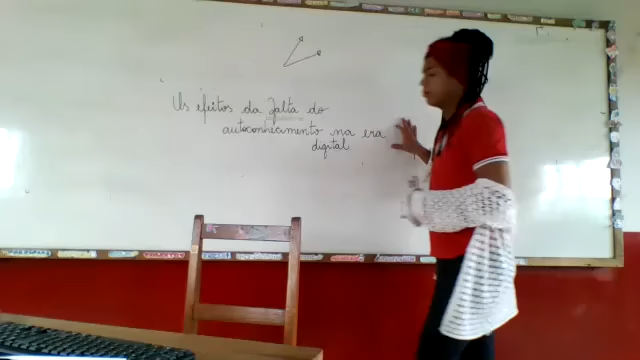 Os efeitos da falta do
autoconhecimento na era
digital